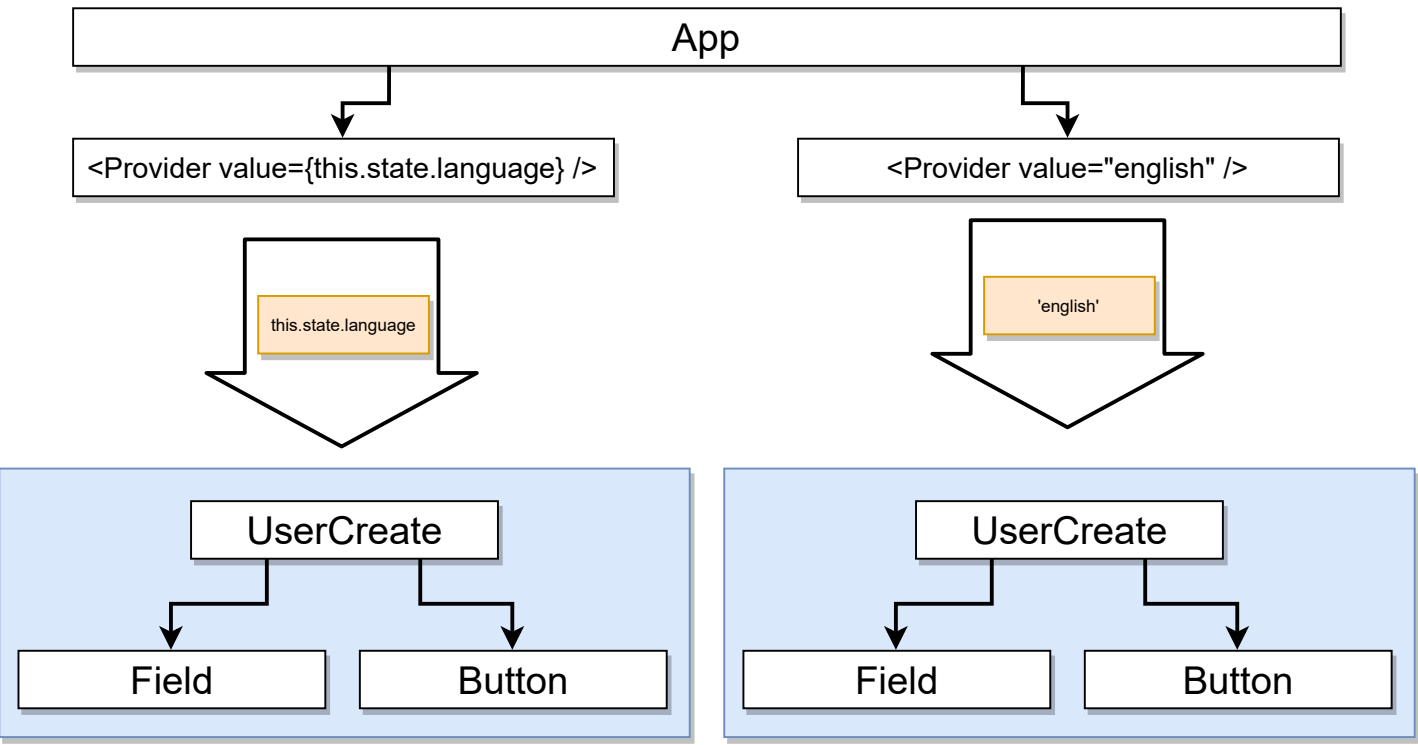 App
<Provider value={this.state.language} />
<Provider value="english" />
this.state.language
'english'
UserCreate
UserCreate
Field
Button
Field
Button